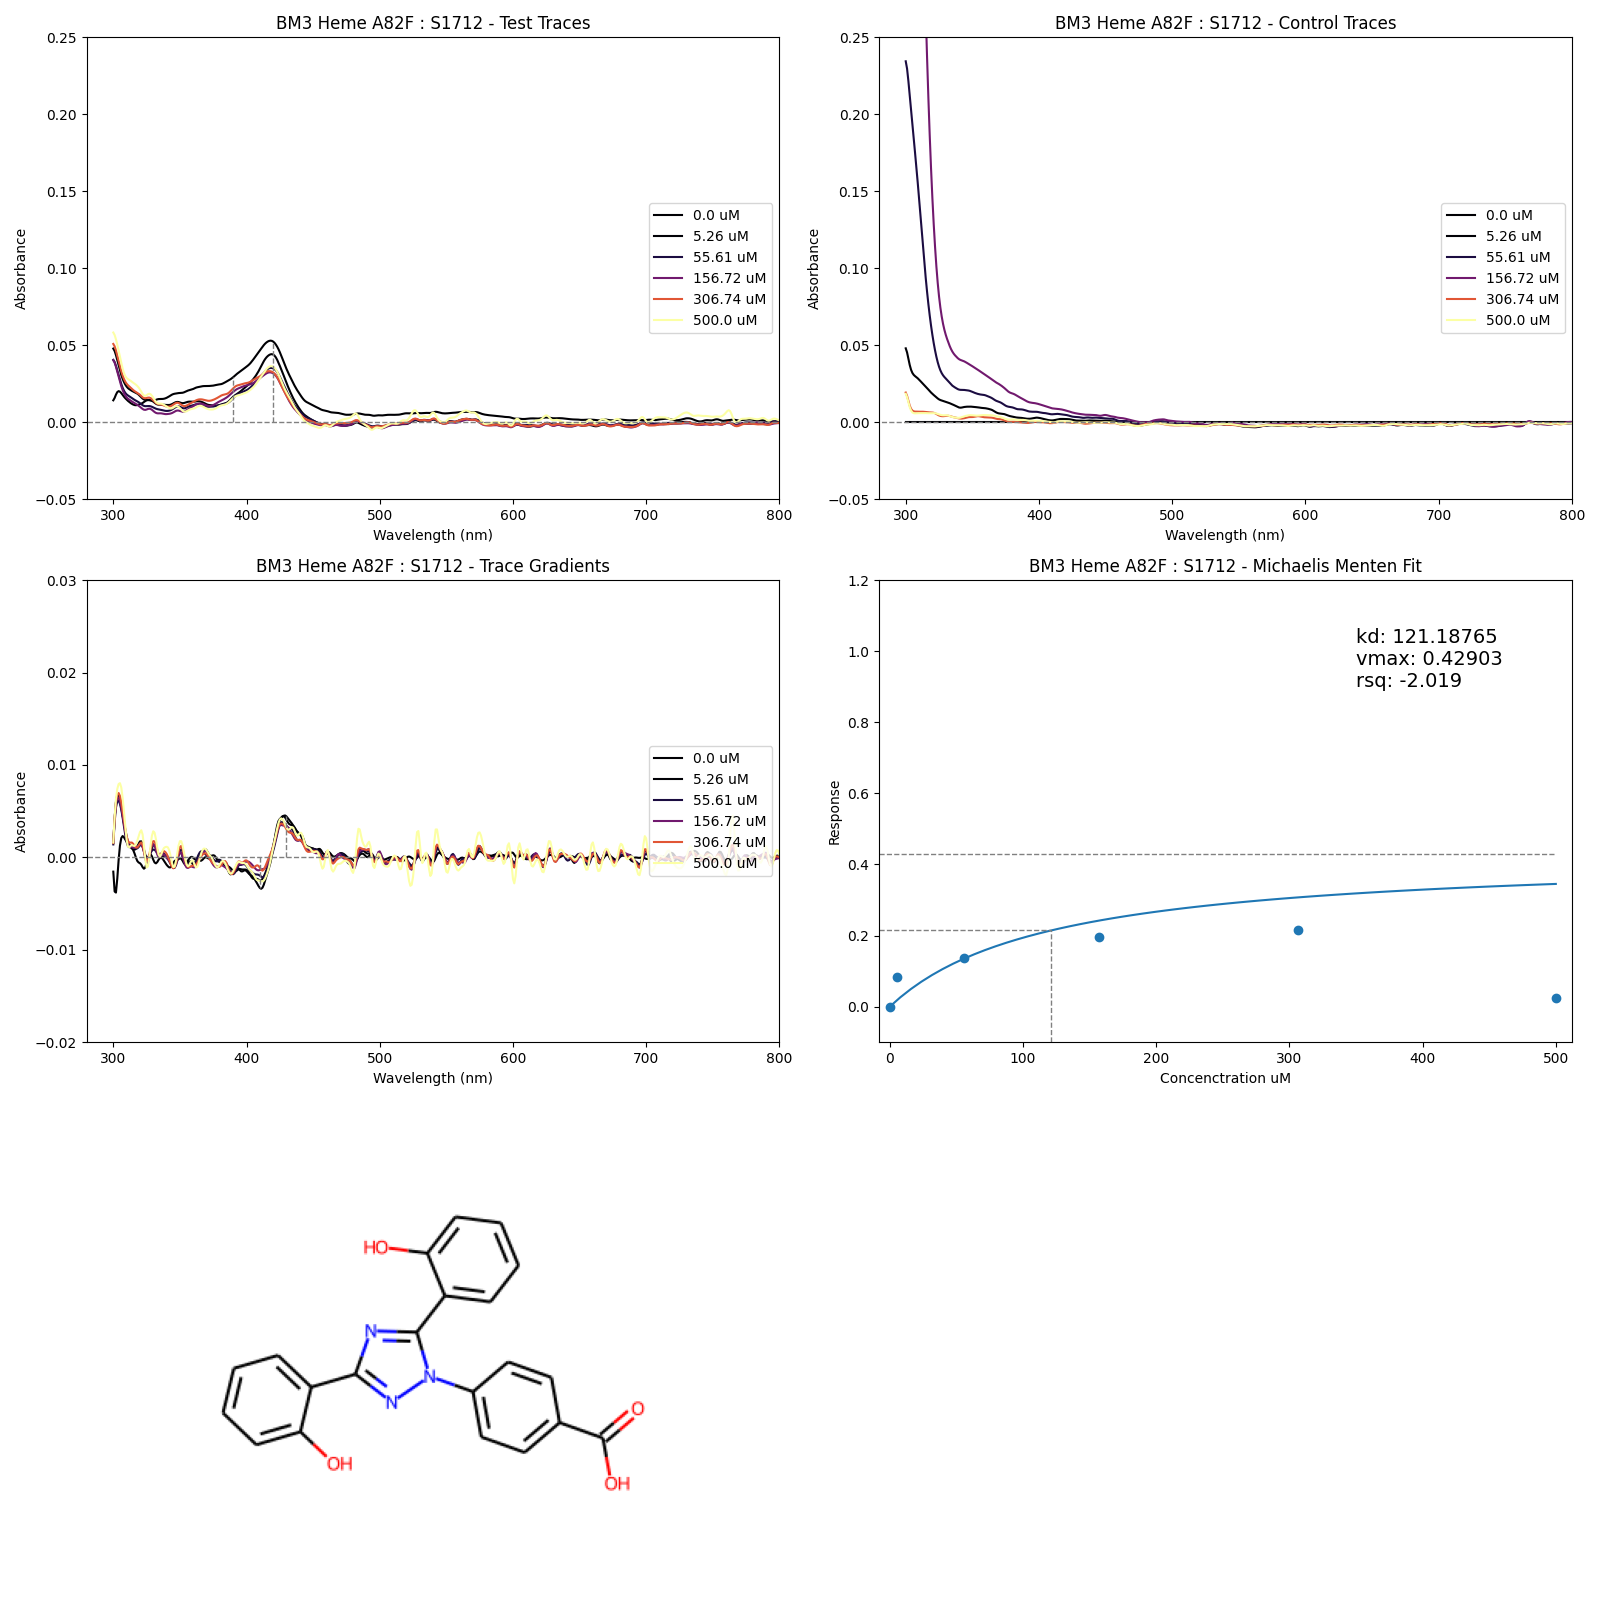 BM3 Heme A82F : S1712 - Test Traces
0.25
0.20
0.15
0.10
0.05
0.00
−0.05
Absorbance
300 400 500 600 700 800
Wavelength (nm)
0.0 uM
5.26 uM
55.61 uM
156.72 uM
306.74 uM
500.0 uM
BM3 Heme A82F : S1712 - Control Traces
0.25
0.20
0.15
0.10
0.05
0.00
−0.05
Absorbance
300 400 500 600 700 800
Wavelength (nm)
0.0 uM
5.26 uM
55.61 uM
156.72 uM
306.74 uM
500.0 uM
BM3 Heme A82F : S1712 - Trace Gradients
0.03
0.02
0.01
0.00
−0.01
−0.02
Absorbance
300 400 500 600 700 800
Wavelength (nm)
0.0 uM
5.26 uM
55.61 uM
156.72 uM
306.74 uM
500.0 uM
BM3 Heme A82F : S1712 - Michaelis Menten Fit
1.2
1.0
0.8
0.6
0.4
0.2
0.0
Response
kd: 121.18765
vmax: 0.42903
rsq: -2.019
0 100 200 300 400 500
Concenctration uM
HO
N
N
N
O
OH
OH